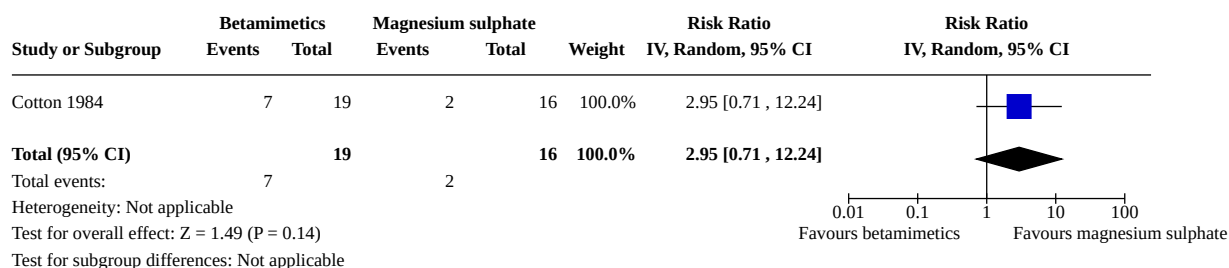 Betamimetics Magnesium sulphate Risk Ratio Risk Ratio
Study or Subgroup Events Total Events Total Weight IV, Random, 95% CI IV, Random, 95% CI
Cotton 1984 7 19 2 16 100.0% 2.95 [0.71 , 12.24]
Total (95% CI) 19 16 100.0% 2.95 [0.71 , 12.24]
Total events: 7 2
Heterogeneity: Not applicable
0.01 0.1 1 10 100
Test for overall effect: Z = 1.49 (P = 0.14) Favours betamimetics Favours magnesium sulphate
Test for subgroup differences: Not applicable